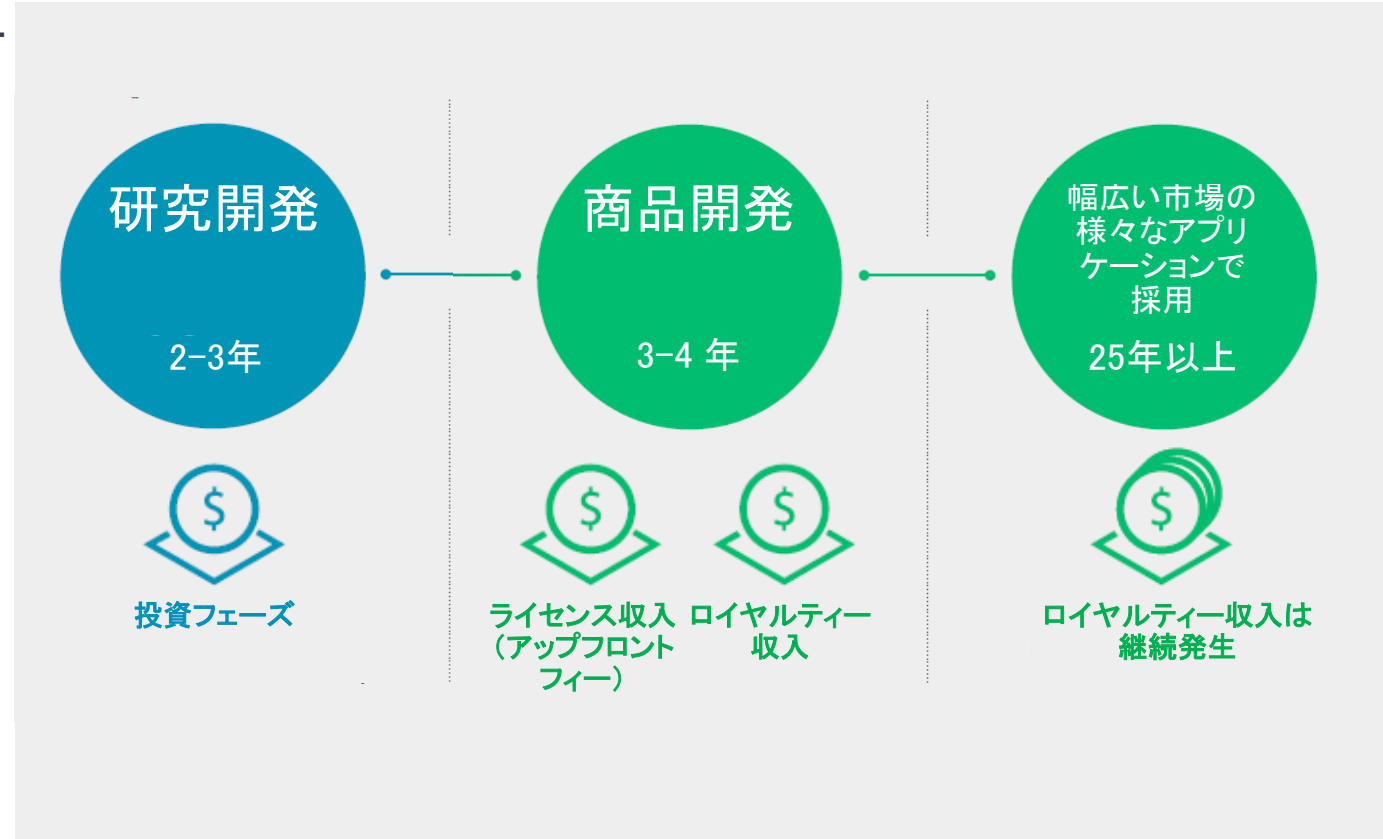 研究開発
2-3年
商品開発
3-4 年
幅広い市場の
様々なアプリ
ケーションで
採用
25年以上
$
投資フェーズ
$
ライセンス収入
（アップフロント
フィー）
$
ロイヤルティー
収入
$
ロイヤルティー収入は
継続発生